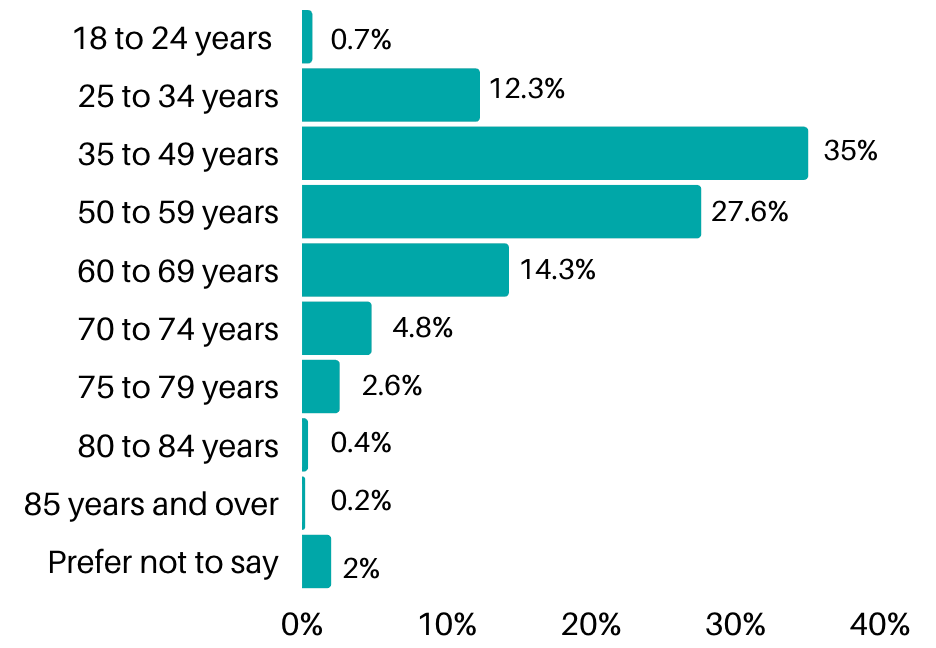 18 to 24 years 0.7%
25 to 34 years 12.3%
35 to 49 years 35%
50 to 59 years 27.6%
60 to 69 years 14.3%
70 to 74 years 4.8%
75 to 79 years 2.6%
80 to 84 years 0.4%
85 years and over 0.2%
Prefer not to say 2%
0% 10% 20% 30% 40%